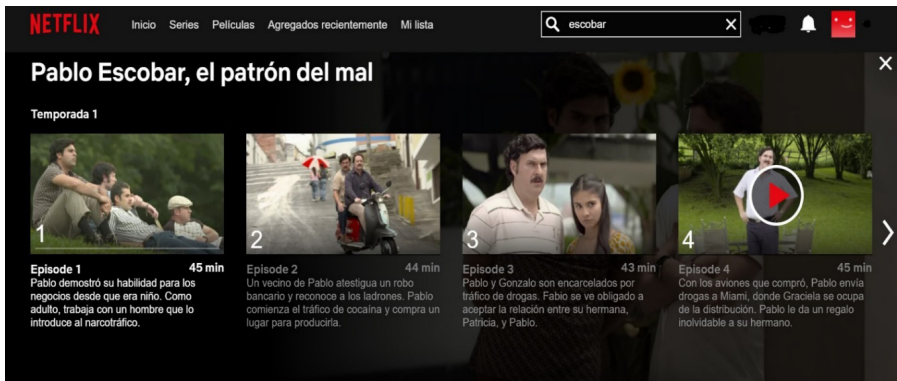 NETFLIX Inicio Series Películas Agregados recientemente Mi lista escobar
Pablo Escobar, el patrón del mal
Temporada 1
1
Episode 1 45 min
Pablo demostró su habilidad para los
negocios desde que era niño. Como
adulto, trabaja con un hombre que lo
introduce al narcotráfico.
2
Episode 2 44 min
Un vecino de Pablo atestigua un robo
bancario y reconoce a los ladrones. Pablo
comienza el tráfico de cocaína y compra un
lugar para producirla.
3
Episode 3 43 min
Pablo y Gonzalo son encarcelados por
tráfico de drogas. Fabio se ve obligado a
aceptar la relación entre su hermana,
Patricia, y Pablo.
4
Episode 4 45 min
Con los aviones que compró, Pablo envía
drogas a Miami, donde Graciela se ocupa
de la distribución. Pablo le da un regalo
inolvidable a su hermano.